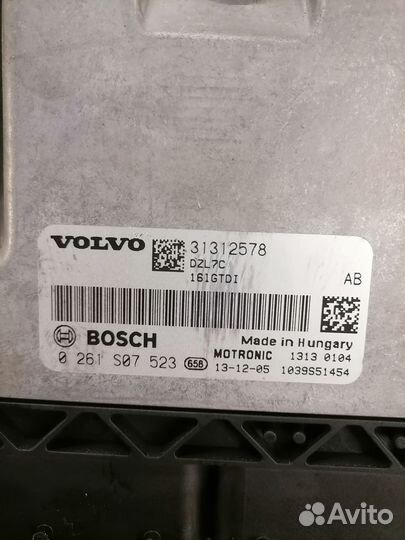 VOLVO 31312578
DZL7C
161GTDI AB
BOSCH Made in Hungary
0 261 S07 523 658 MOTRONIC 1313 0104
13-12-05 1039S51454
Avito